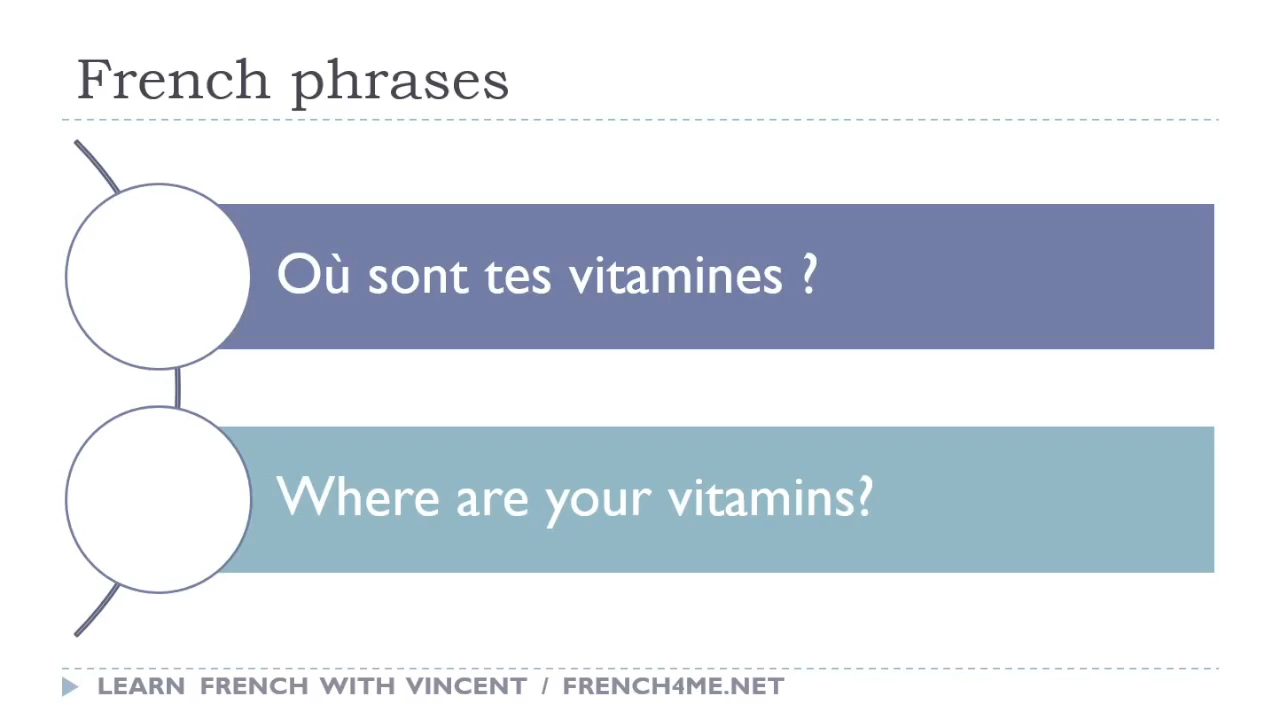 French phrases
Où sont tes vitamines ?
Where are your vitamins?
LEARN FRENCH WITH VINCENT / FRENCH4ME.NET